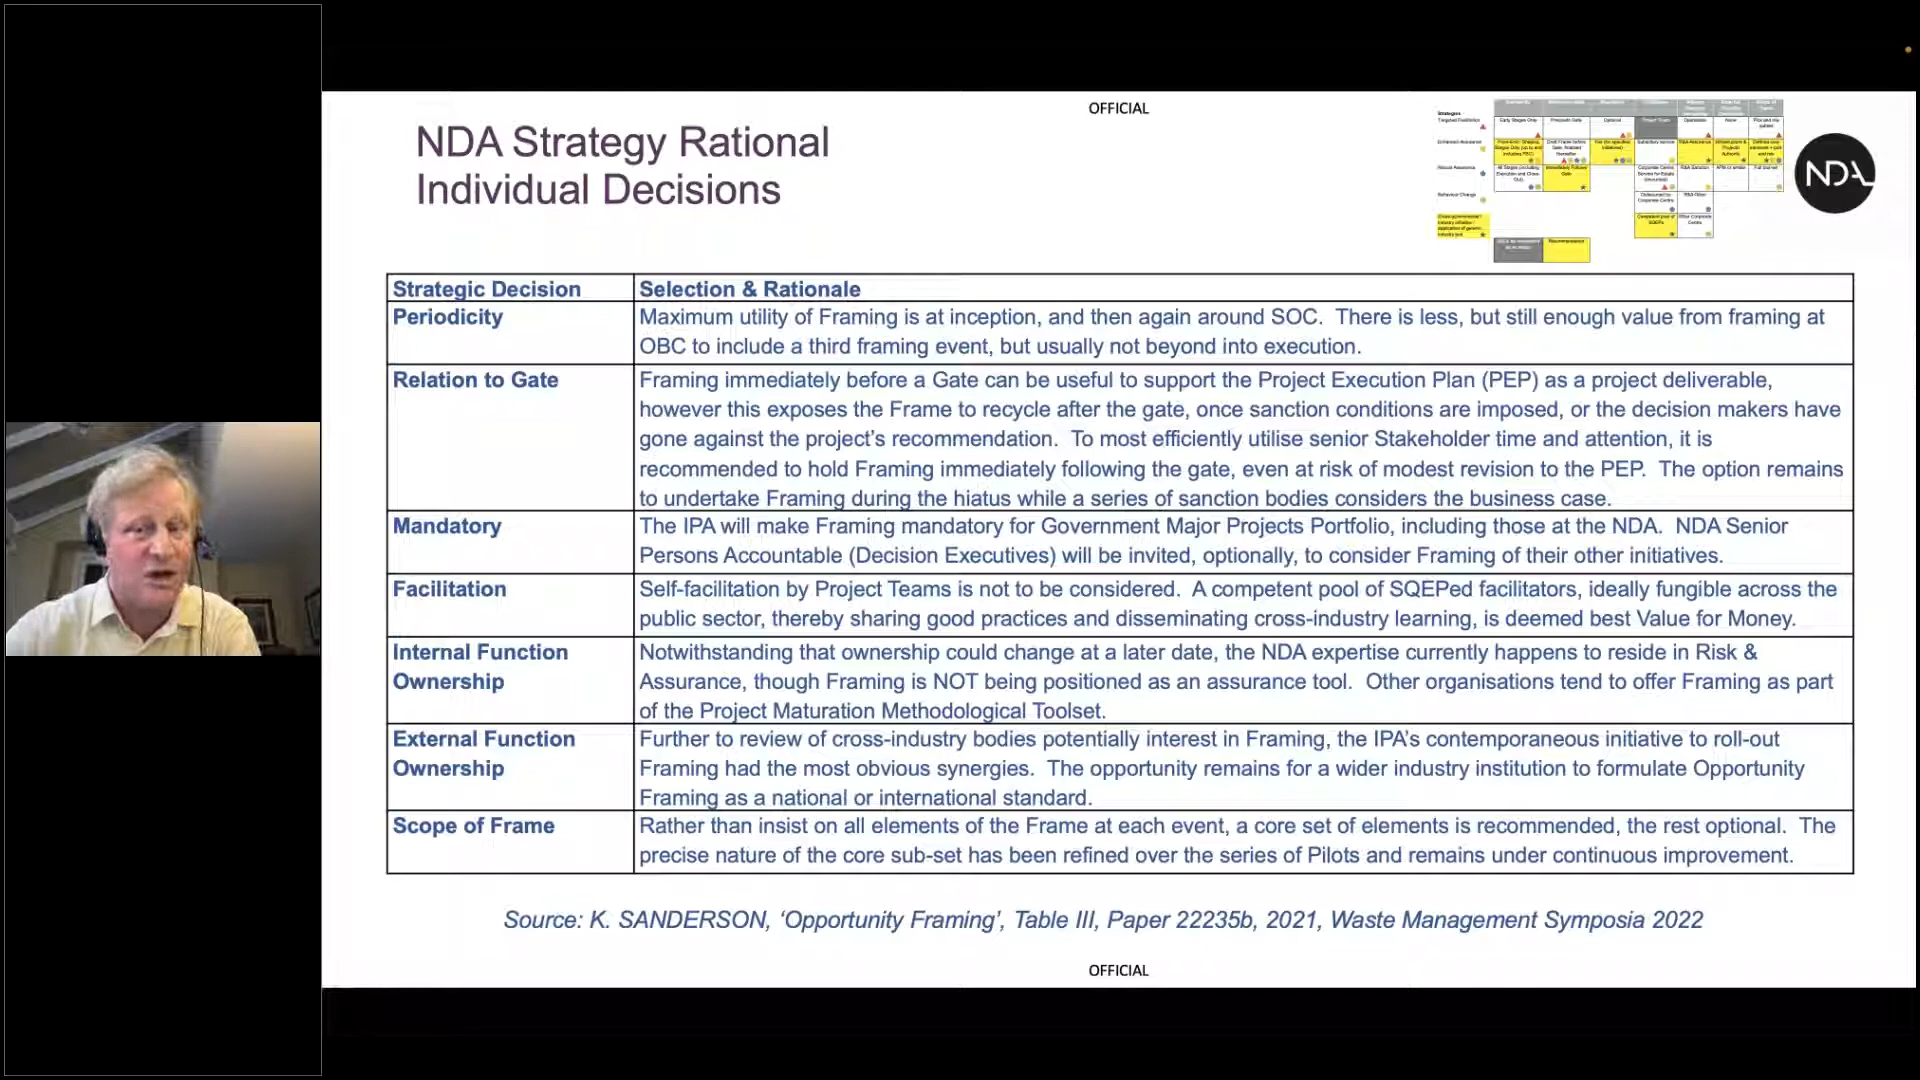 OFFICIAL
NDA Strategy Rational
Individual Decisions
Strategies
Targeted Facilitation
Enhanced Assurance
Robust Assurance
Behaviour Change
Early Stages Only
Optional
Project Team
Operations
None
NDA
Strategic Decision
Selection & Rationale
Periodicity
Maximum utility of Framing is at inception, and then again around SOC. There is less, but still enough value from framing at
OBC to include a third framing event, but usually not beyond into execution.
Relation to Gate
Framing immediately before a Gate can be useful to support the Project Execution Plan (PEP) as a project deliverable,
however this exposes the Frame to recycle after the gate, once sanction conditions are imposed, or the decision makers have
gone against the project's recommendation. To most efficiently utilise senior Stakeholder time and attention, it is
recommended to hold Framing immediately following the gate, even at risk of modest revision to the PEP. The option remains
to undertake Framing during the hiatus while a series of sanction bodies considers the business case.
Mandatory
The IPA will make Framing mandatory for Government Major Projects Portfolio, including those at the NDA. NDA Senior
Persons Accountable (Decision Executives) will be invited, optionally, to consider Framing of their other initiatives.
Facilitation
Self-facilitation by Project Teams is not to be considered. A competent pool of SQEPed facilitators, ideally fungible across the
public sector, thereby sharing good practices and disseminating cross-industry learning, is deemed best Value for Money.
Internal Function
Ownership
Notwithstanding that ownership could change at a later date, the NDA expertise currently happens to reside in Risk &
Assurance, though Framing is NOT being positioned as an assurance tool. Other organisations tend to offer Framing as part
of the Project Maturation Methodological Toolset.
External Function
Ownership
Further to review of cross-industry bodies potentially interest in Framing, the IPA's contemporaneous initiative to roll-out
Framing had the most obvious synergies. The opportunity remains for a wider industry institution to formulate Opportunity
Framing as a national or international standard.
Scope of Frame
Rather than insist on all elements of the Frame at each event, a core set of elements is recommended, the rest optional. The
precise nature of the core sub-set has been refined over the series of Pilots and remains under continuous improvement.
Source: K. SANDERSON, 'Opportunity Framing', Table III, Paper 22235b, 2021, Waste Management Symposia 2022
OFFICIAL